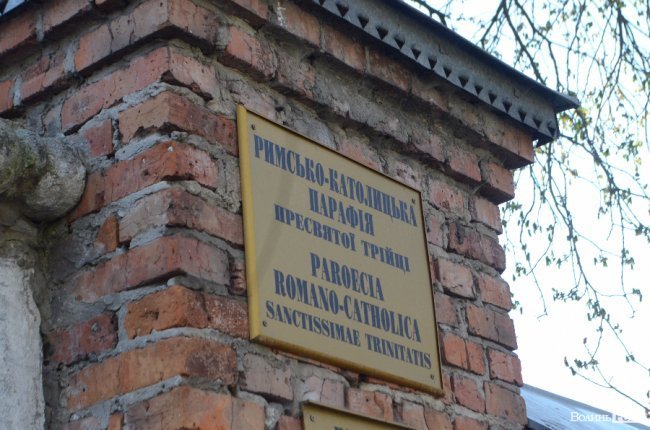 РИМСЬКО-КАТОЛИЦЬКА
ПАРАФІЯ
ПРЕСВЯТОЇ ТРІЙЦІ
PAROECIA
ROMANO-CATHOLICA
SANCTISSIMAE TRINITATIS